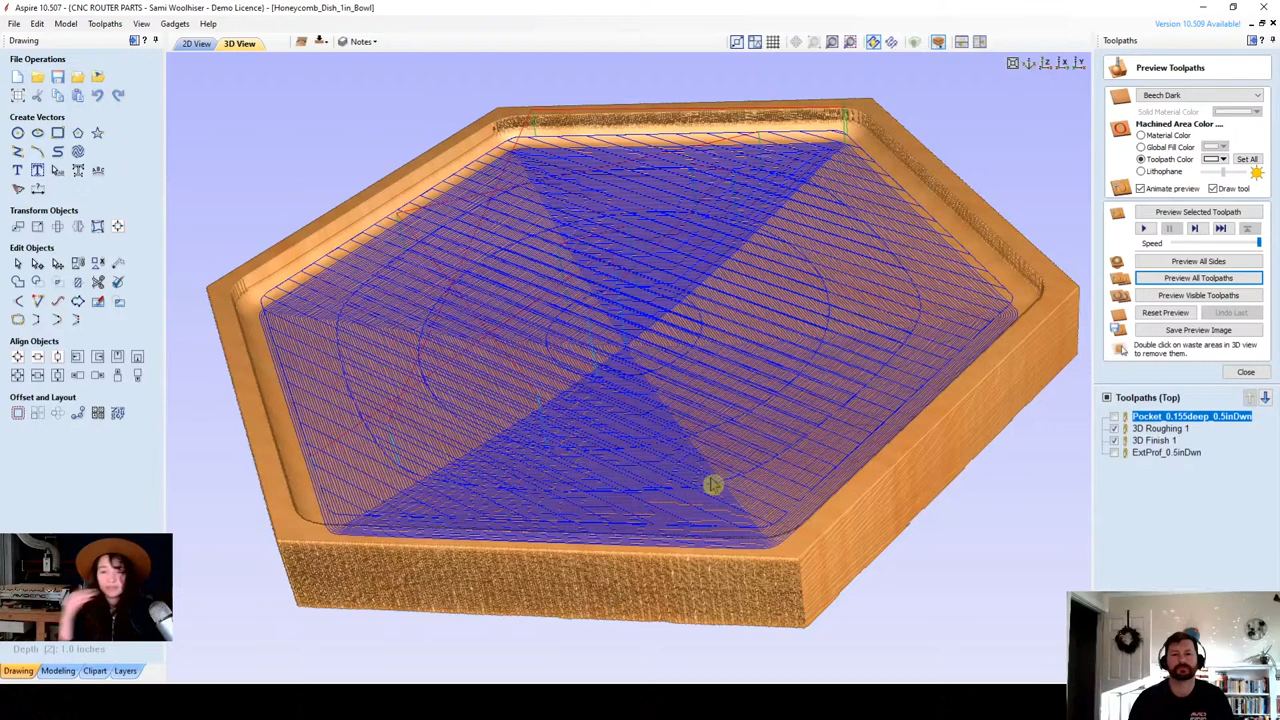 Aspire 10.507 - (CNC ROUTER PARTS - Sami Woolhiser - Demo Licence) - [Honeycomb_Dish_1in_Bowl]
File Edit Model Toolpaths View Gadgets Help
Version 10.509 Available!
Drawing
2D View
3D View
Notes
Toolpaths
File Operations
Create Vectors
Transform Objects
Edit Objects
Align Objects
Offset and Layout
Depth (Z): 1.0 inches
Drawing
Modeling
Clipart
Layers
Preview Toolpaths
Beech Dark
Solid Material Color
Machined Area Color ....
Material Color
Global Fill Color
Toolpath Color
Set All
Lithophane
Animate preview
Draw tool
Preview Selected Toolpath
Speed
Preview All Sides
Preview All Toolpaths
Preview Visible Toolpaths
Reset Preview
Undo Last
Save Preview Image
Double click on waste areas in 3D view
to remove them.
Close
Toolpaths (Top)
Pocket_0.155deep_0.5inDwn
3D Roughing 1
3D Finish 1
ExtProf_0.5inDwn